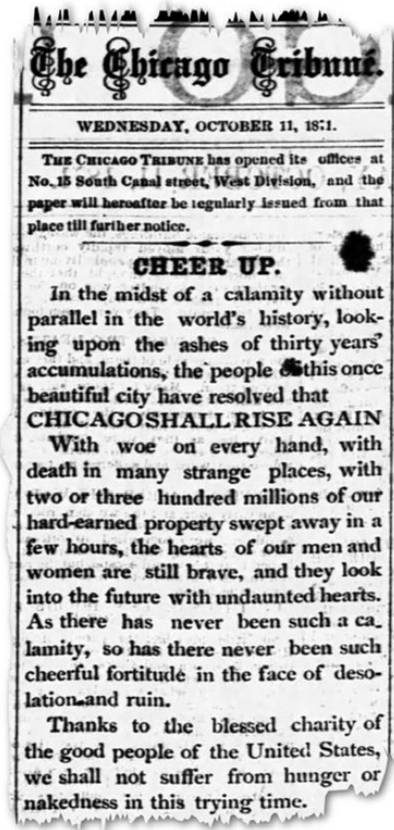 The Chicago Tribune.
WEDNESDAY, OCTOBER 11, 1871.
THE CHICAGO TRIBUNE has opened its offices at
No. 15 South Canal street, West Division, and the
paper will hereafter be regularly issued from that
place till further notice.
CHEER UP.
In the midst of a calamity without
parallel in the world's history, look-
ing upon the ashes of thirty years'
accumulations, the people of this once
beautiful city have resolved that
CHICAGO SHALL RISE AGAIN
With woe on every hand, with
death in many strange places, with
two or three hundred millions of our
hard-earned property swept away in a
few hours, the hearts of our men and
women are still brave, and they look
into the future with undaunted hearts.
As there has never been such a ca-
lamity, so has there never been such
cheerful fortitude in the face of deso-
lation and ruin.
Thanks to the blessed charity of
the good people of the United States,
we shall not suffer from hunger or
nakedness in this trying time.